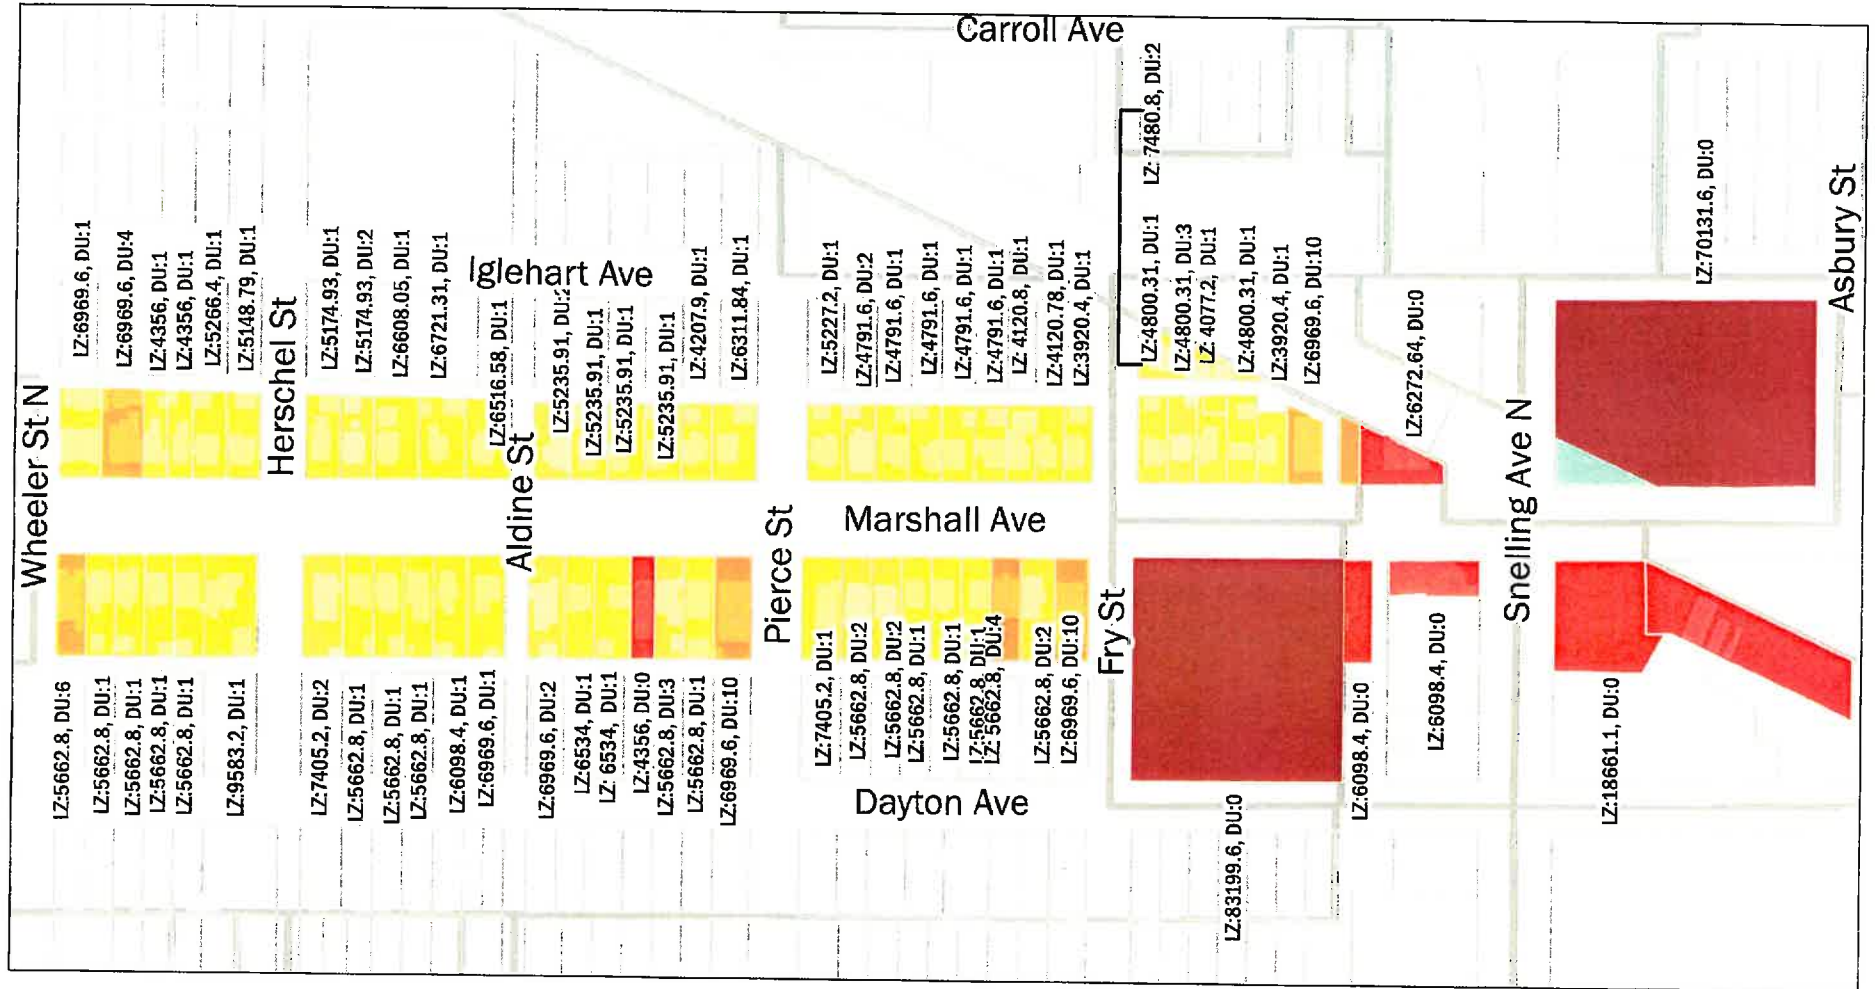 Carroll Ave
LZ:6969.6, DU:1
LZ:6969.6, DU:4
LZ:4356, DU:1
LZ:4356, DU:1
LZ:5266.4, DU:1
LZ:5148.79, DU:1
LZ:5174.93, DU:1
LZ:5174.93, DU:2
LZ:6608.05, DU:1
LZ:6721.31, DU:1
Iglehart Ave
LZ:6516.58, DU:1
LZ:5235.91, DU:2
LZ:5235.91, DU:1
LZ:5235.91, DU:1
LZ:5235.91, DU:1
LZ:4207.9, DU:1
LZ:6311.84, DU:1
LZ:5227.2, DU:1
LZ:4791.6, DU:2
LZ:4791.6, DU:1
LZ:4791.6, DU:1
LZ:4791.6, DU:1
LZ:4791.6, DU:1
LZ: 4120.8, DU:1
LZ:4120.78, DU:1
LZ:3920.4, DU:1
LZ: 7480.8, DU:2
LZ:4800.31, DU:1
LZ:4800.31, DU:3
LZ: 4077.2, DU:1
LZ:4800.31, DU:1
LZ:3920.4, DU:1
LZ:6969.6, DU:10
LZ:6272.64, DU:0
LZ:70131.6, DU:0
Wheeler St N
Herschel St
Aldine St
Pierce St
Marshall Ave
Fry St
Snelling Ave N
Asbury St
LZ:5662.8, DU:6
LZ:5662.8, DU:1
LZ:5662.8, DU:1
LZ:5662.8, DU:1
LZ:5662.8, DU:1
LZ:9583.2, DU:1
LZ:7405.2, DU:2
LZ:5662.8, DU:1
LZ:5662.8, DU:1
LZ:5662.8, DU:1
LZ:6098.4, DU:1
LZ:6969.6, DU:1
LZ:6969.6, DU:2
LZ:6534, DU:1
LZ: 6534, DU:1
LZ:4356, DU:0
LZ:5662.8, DU:3
LZ:5662.8, DU:1
LZ:6969.6, DU:10
LZ:7405.2, DU:1
LZ:5662.8, DU:2
LZ:5662.8, DU:2
LZ:5662.8, DU:1
LZ:5662.8, DU:1
LZ:5662.8, DU:1
LZ: 5662.8, DU:4
LZ:5662.8, DU:2
LZ:6969.6, DU:10
Dayton Ave
LZ:83199.6, DU:0
LZ:6098.4, DU:0
LZ:6098.4, DU:0
LZ:18661.1, DU:0